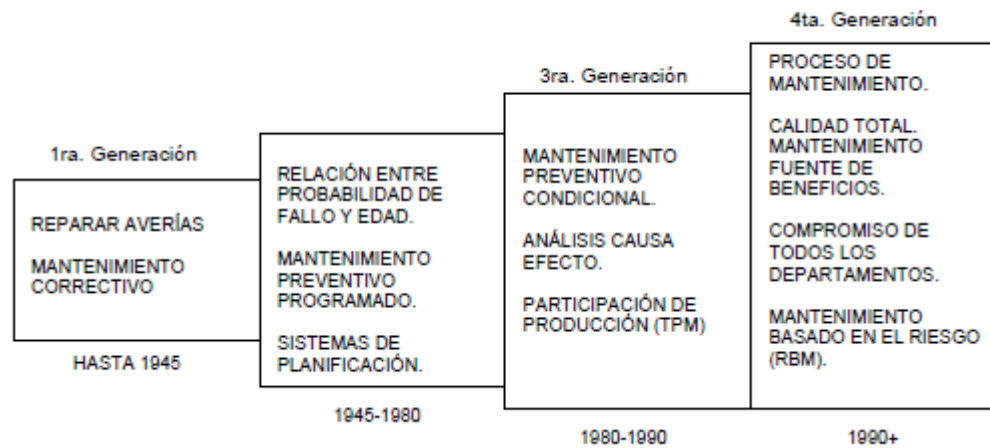 1ra. Generación
REPARAR AVERÍAS
MANTENIMIENTO
CORRECTIVO
HASTA 1945
RELACIÓN ENTRE
PROBABILIDAD DE
FALLO Y EDAD.
MANTENIMIENTO
PREVENTIVO
PROGRAMADO.
SISTEMAS DE
PLANIFICACIÓN.
1945-1980
3ra. Generación
MANTENIMIENTO
PREVENTIVO
CONDICIONAL.
ANÁLISIS CAUSA
EFECTO.
PARTICIPACIÓN DE
PRODUCCIÓN (TPM)
1980-1990
4ta. Generación
PROCESO DE
MANTENIMIENTO.
CALIDAD TOTAL.
MANTENIMIENTO
FUENTE DE
BENEFICIOS.
COMPROMISO DE
TODOS LOS
DEPARTAMENTOS.
MANTENIMIENTO
BASADO EN EL RIESGO
(RBM).
1990+